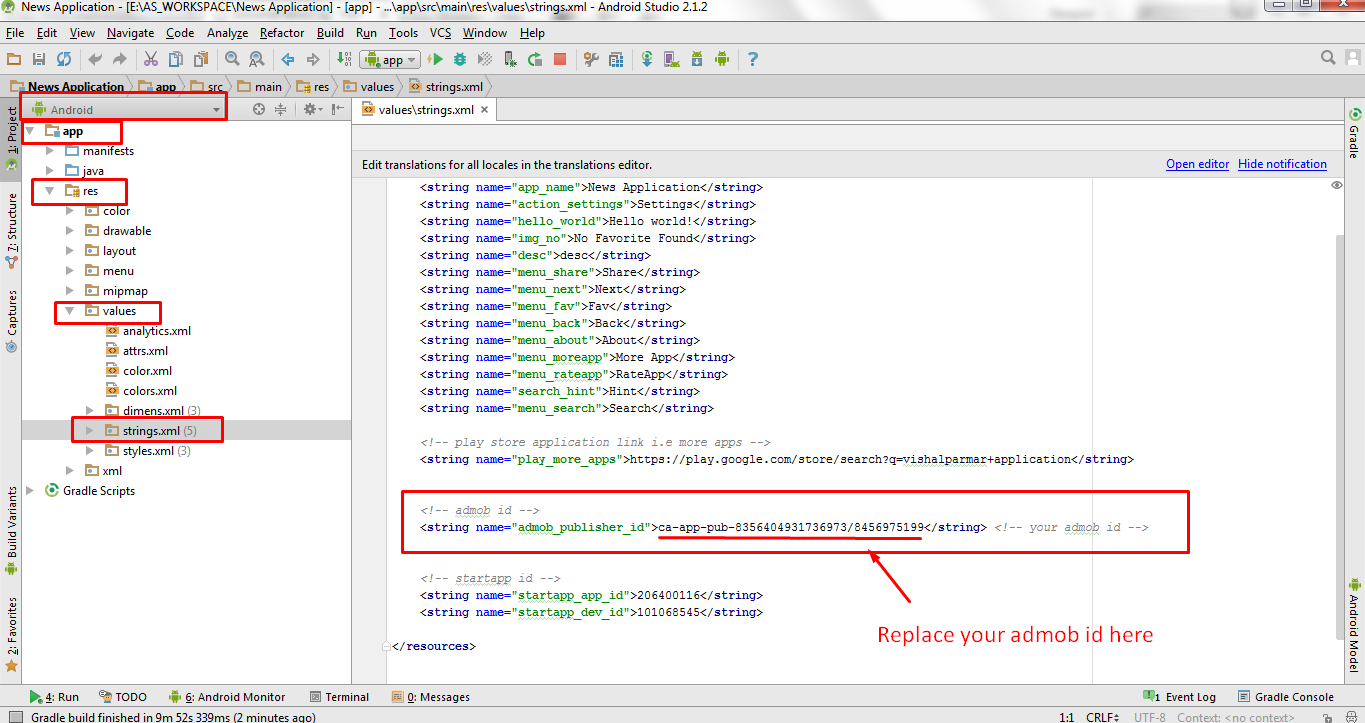 News Application - [E:\AS_WORKSPACE\News Application] - [app] - ...\app\src\main\res\values\strings.xml - Android Studio 2.1.2
File Edit View Navigate Code Analyze Refactor Build Run Tools VCS Window Help
app
News Application app src main res values strings.xml
Android
values\strings.xml
1: Project
7: Structure
Captures
Build Variants
2: Favorites
app
manifests
java
res
color
drawable
layout
menu
mipmap
values
analytics.xml
attrs.xml
color.xml
colors.xml
dimens.xml (3)
strings.xml (5)
styles.xml (3)
xml
Gradle Scripts
Edit translations for all locales in the translations editor. Open editor Hide notification
<string name="app_name">News Application</string>
<string name="action_settings">Settings</string>
<string name="hello_world">Hello world!</string>
<string name="img_no">No Favorite Found</string>
<string name="desc">desc</string>
<string name="menu_share">Share</string>
<string name="menu_next">Next</string>
<string name="menu_fav">Fav</string>
<string name="menu_back">Back</string>
<string name="menu_about">About</string>
<string name="menu_moreapp">More App</string>
<string name="menu_rateapp">RateApp</string>
<string name="search_hint">Hint</string>
<string name="menu_search">Search</string>
<!-- play store application link i.e more apps -->
<string name="play_more_apps">https://play.google.com/store/search?q=vishalparmar+application</string>
<!-- admob id -->
<string name="admob_publisher_id">ca-app-pub-8356404931736973/8456975199</string> <!-- your admob id -->
<!-- startapp id -->
<string name="startapp_app_id">206400116</string>
<string name="startapp_dev_id">101068545</string>
</resources>
Replace your admob id here
Gradle
Android Model
4: Run TODO 6: Android Monitor Terminal 0: Messages 1 Event Log Gradle Console
Gradle build finished in 9m 52s 339ms (2 minutes ago) 1:1 CRLF UTF-8 Context: <no context>